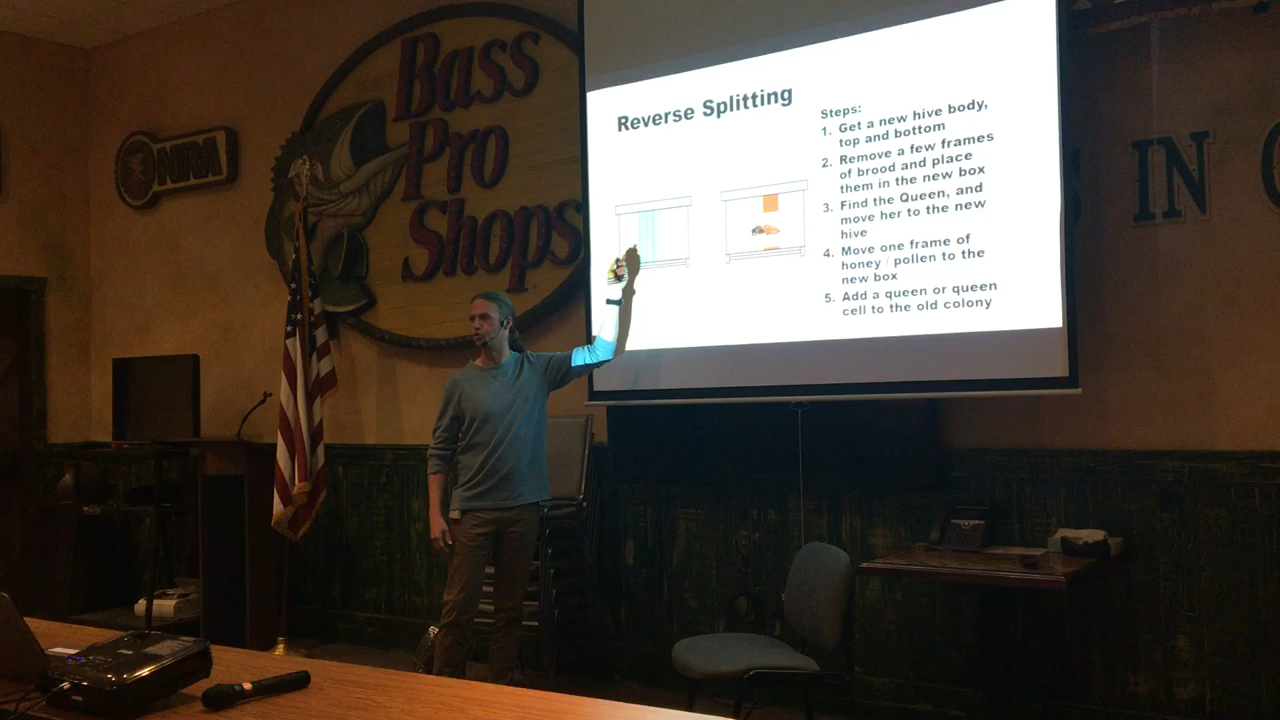 NRA
Bass
Pro
Shops
Reverse Splitting
Steps:
1. Get a new hive body,
top and bottom
2. Remove a few frames
of brood and place
them in the new box
3. Find the Queen, and
move her to the new
hive
4. Move one frame of
honey / pollen to the
new box
5. Add a queen or queen
cell to the old colony
IN